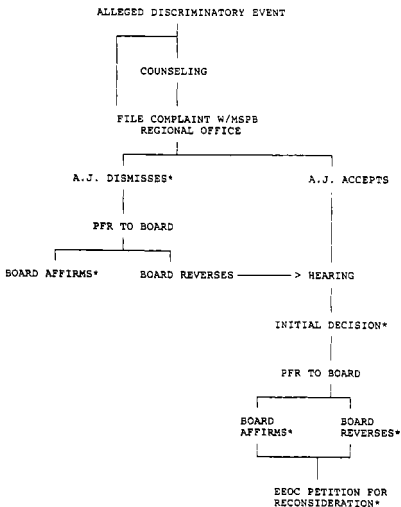 ALLEGED DISCRIMINATORY EVENT
COUNSELING
FILE COMPLAINT W/MSPB
REGIONAL OFFICE
A.J. DISMISSES*
A.J. ACCEPTS
PFR TO BOARD
BOARD AFFIRMS*
BOARD REVERSES
> HEARING
INITIAL DECISION*
PFR TO BOARD
BOARD
AFFIRMS*
BOARD
REVERSES*
EEOC PETITION FOR
RECONSIDERATION*